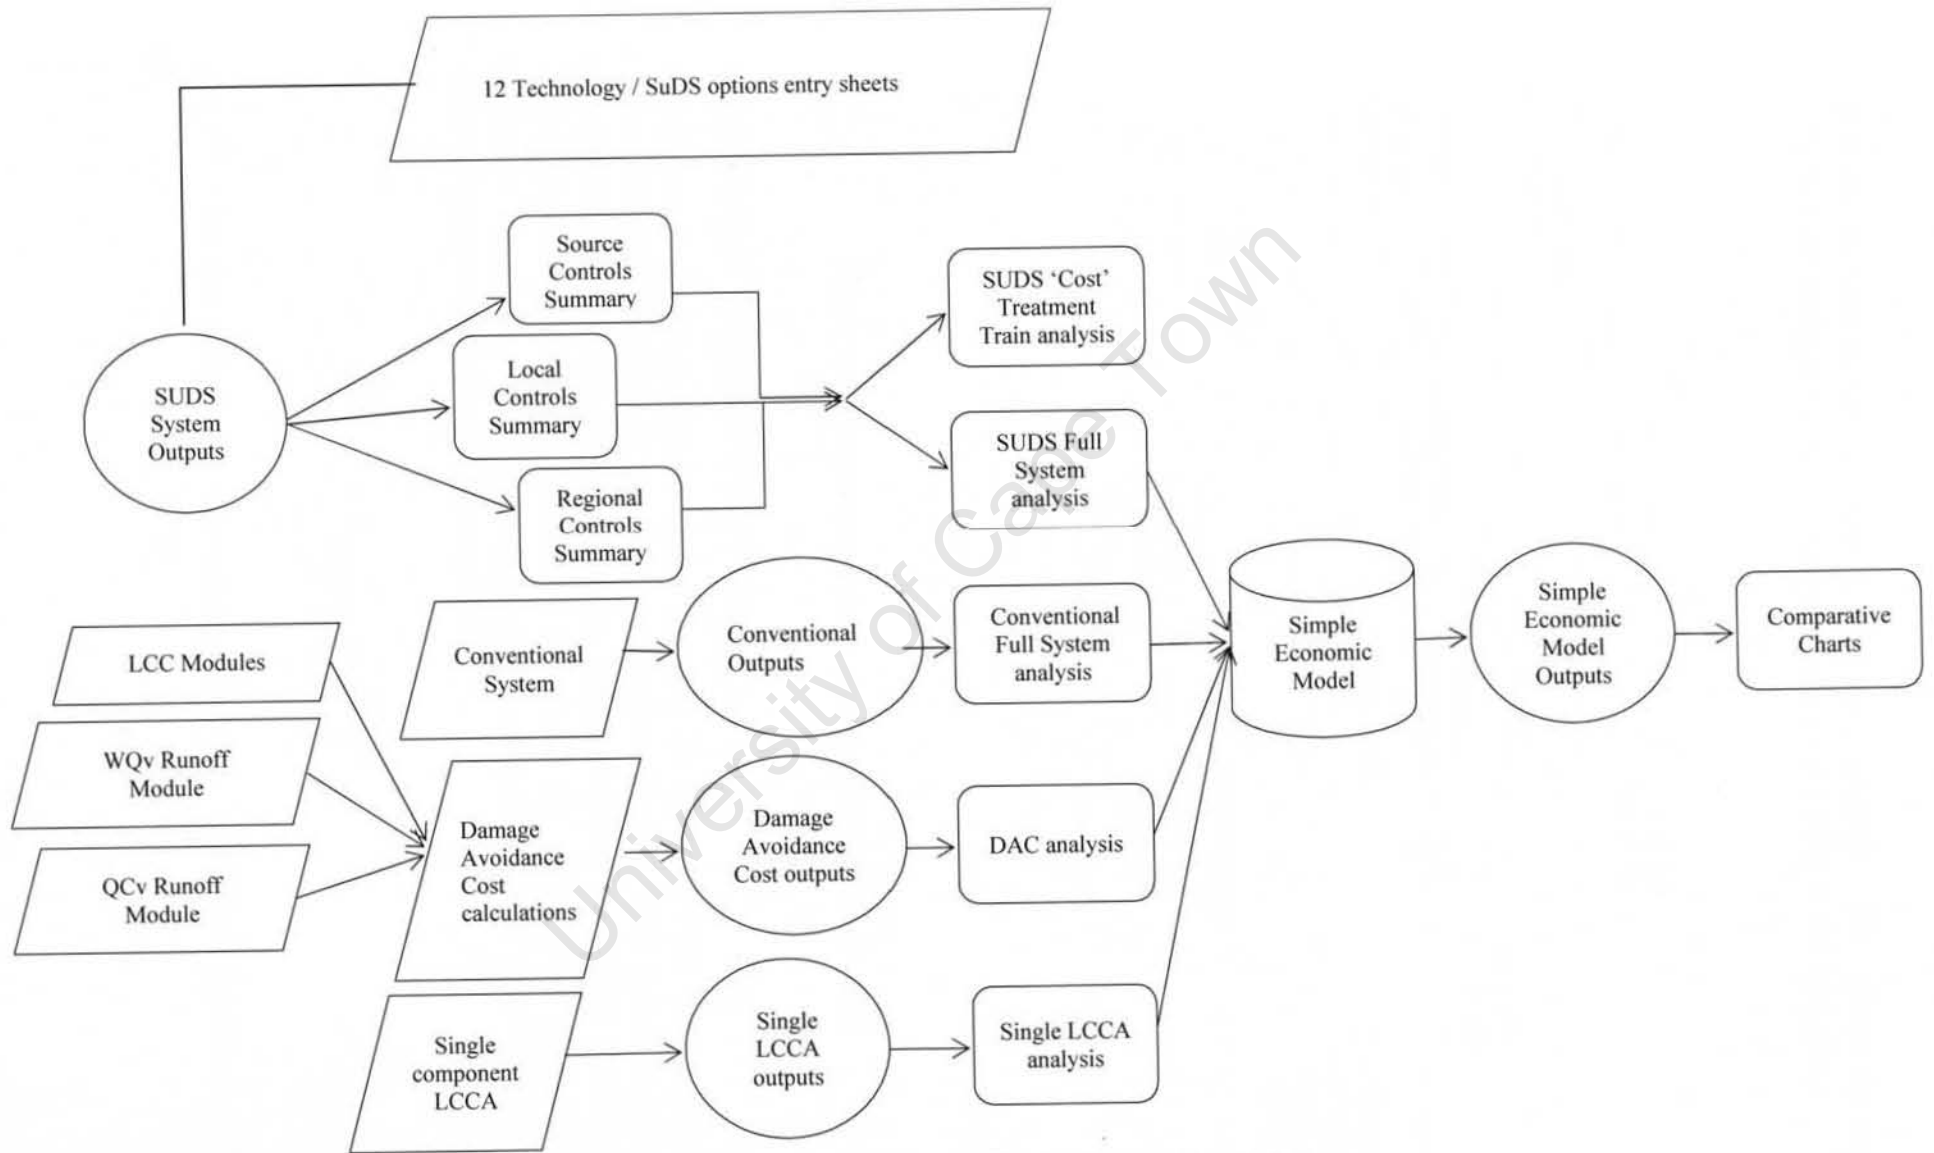 12 Technology / SuDS options entry sheets
Source
Controls
Summary
SUDS ‘Cost’
Treatment
Train analysis
SUDS
System
Outputs
Local
Controls
Summary
SUDS Full
System
analysis
Regional
Controls
Summary
LCC Modules
Conventional
System
Conventional
Outputs
Conventional
Full System
analysis
Simple
Economic
Model
Simple
Economic
Model
Outputs
Comparative
Charts
WQv Runoff
Module
QCv Runoff
Module
Damage
Avoidance
Cost
calculations
Damage
Avoidance
Cost outputs
DAC analysis
Single
component
LCCA
Single
LCCA
outputs
Single LCCA
analysis
University of Cape Town